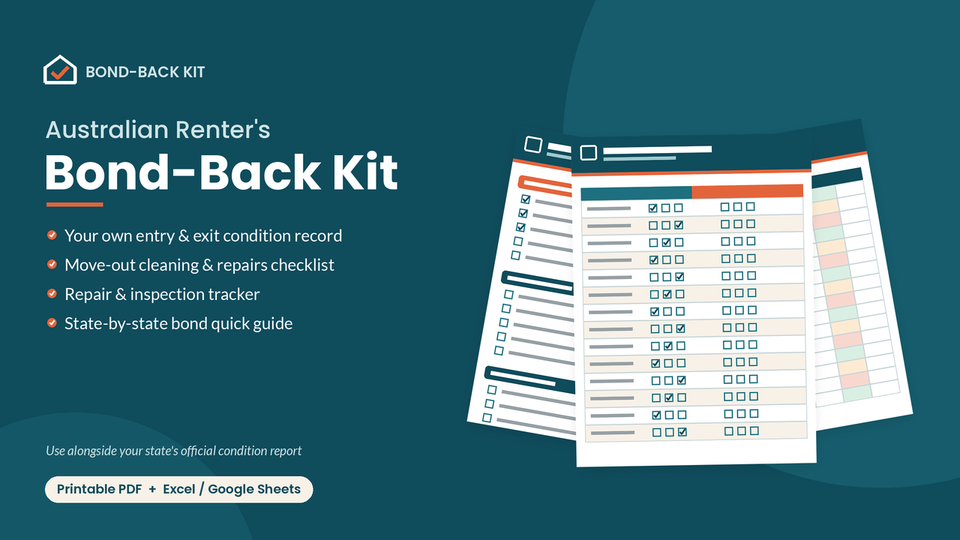 BOND-BACK KIT
Australian Renter's
Bond-Back Kit
Your own entry & exit condition record
Move-out cleaning & repairs checklist
Repair & inspection tracker
State-by-state bond quick guide
Use alongside your state's official condition report
Printable PDF + Excel / Google Sheets